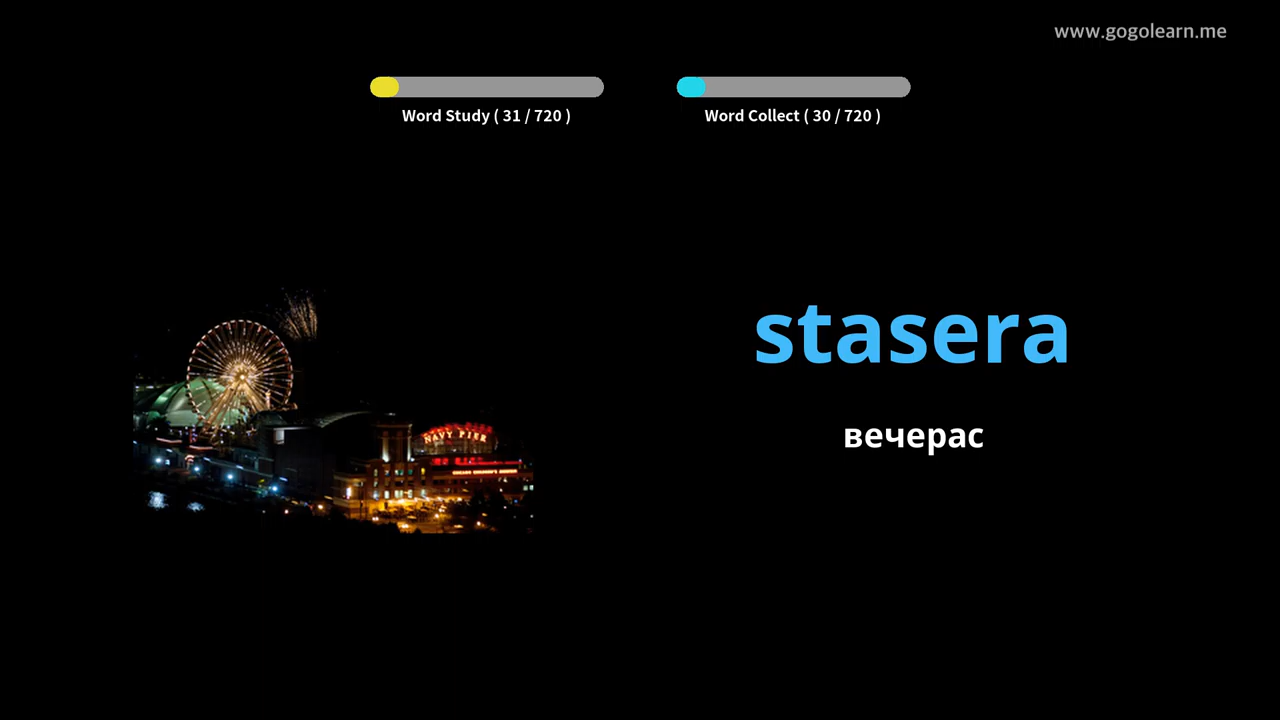 www.gogolearn.me
Word Study ( 31 / 720 )
Word Collect ( 30 / 720 )
stasera
вечерас
NAVY PIER